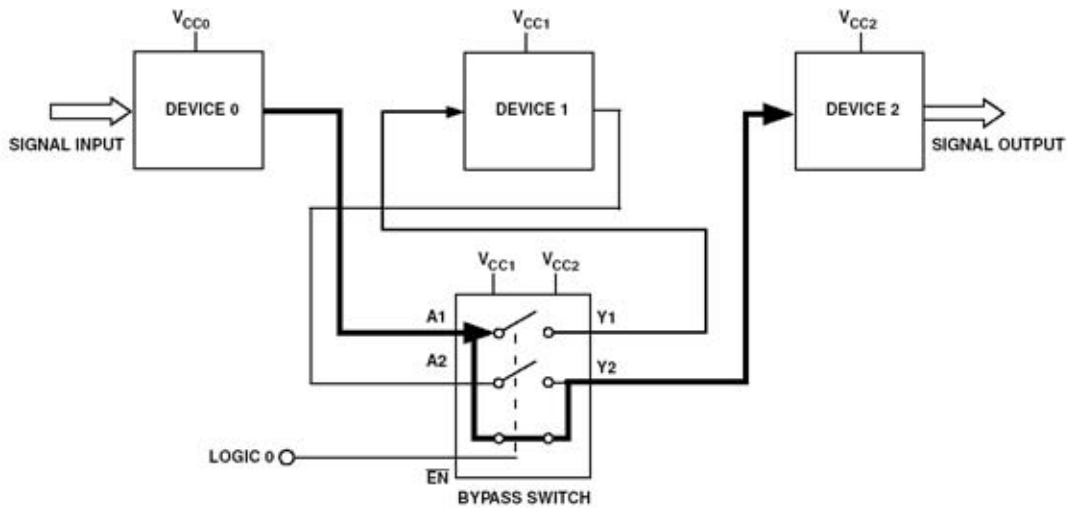 VCC0
VCC1
VCC2
DEVICE 0
DEVICE 1
DEVICE 2
SIGNAL INPUT
SIGNAL OUTPUT
VCC1
VCC2
A1
Y1
A2
Y2
LOGIC 0
EN
BYPASS SWITCH